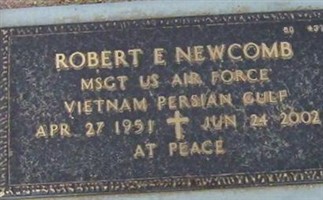 ROBERT E NEWCOMB
MSGT US AIR FORCE
VIETNAM PERSIAN GULF
APR 27 1951 JUN 24 2002
AT PEACE